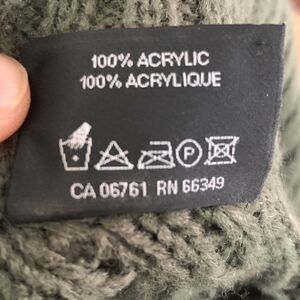 100% ACRYLIC
100% ACRYLIQUE
P
CA 06761 RN 66349